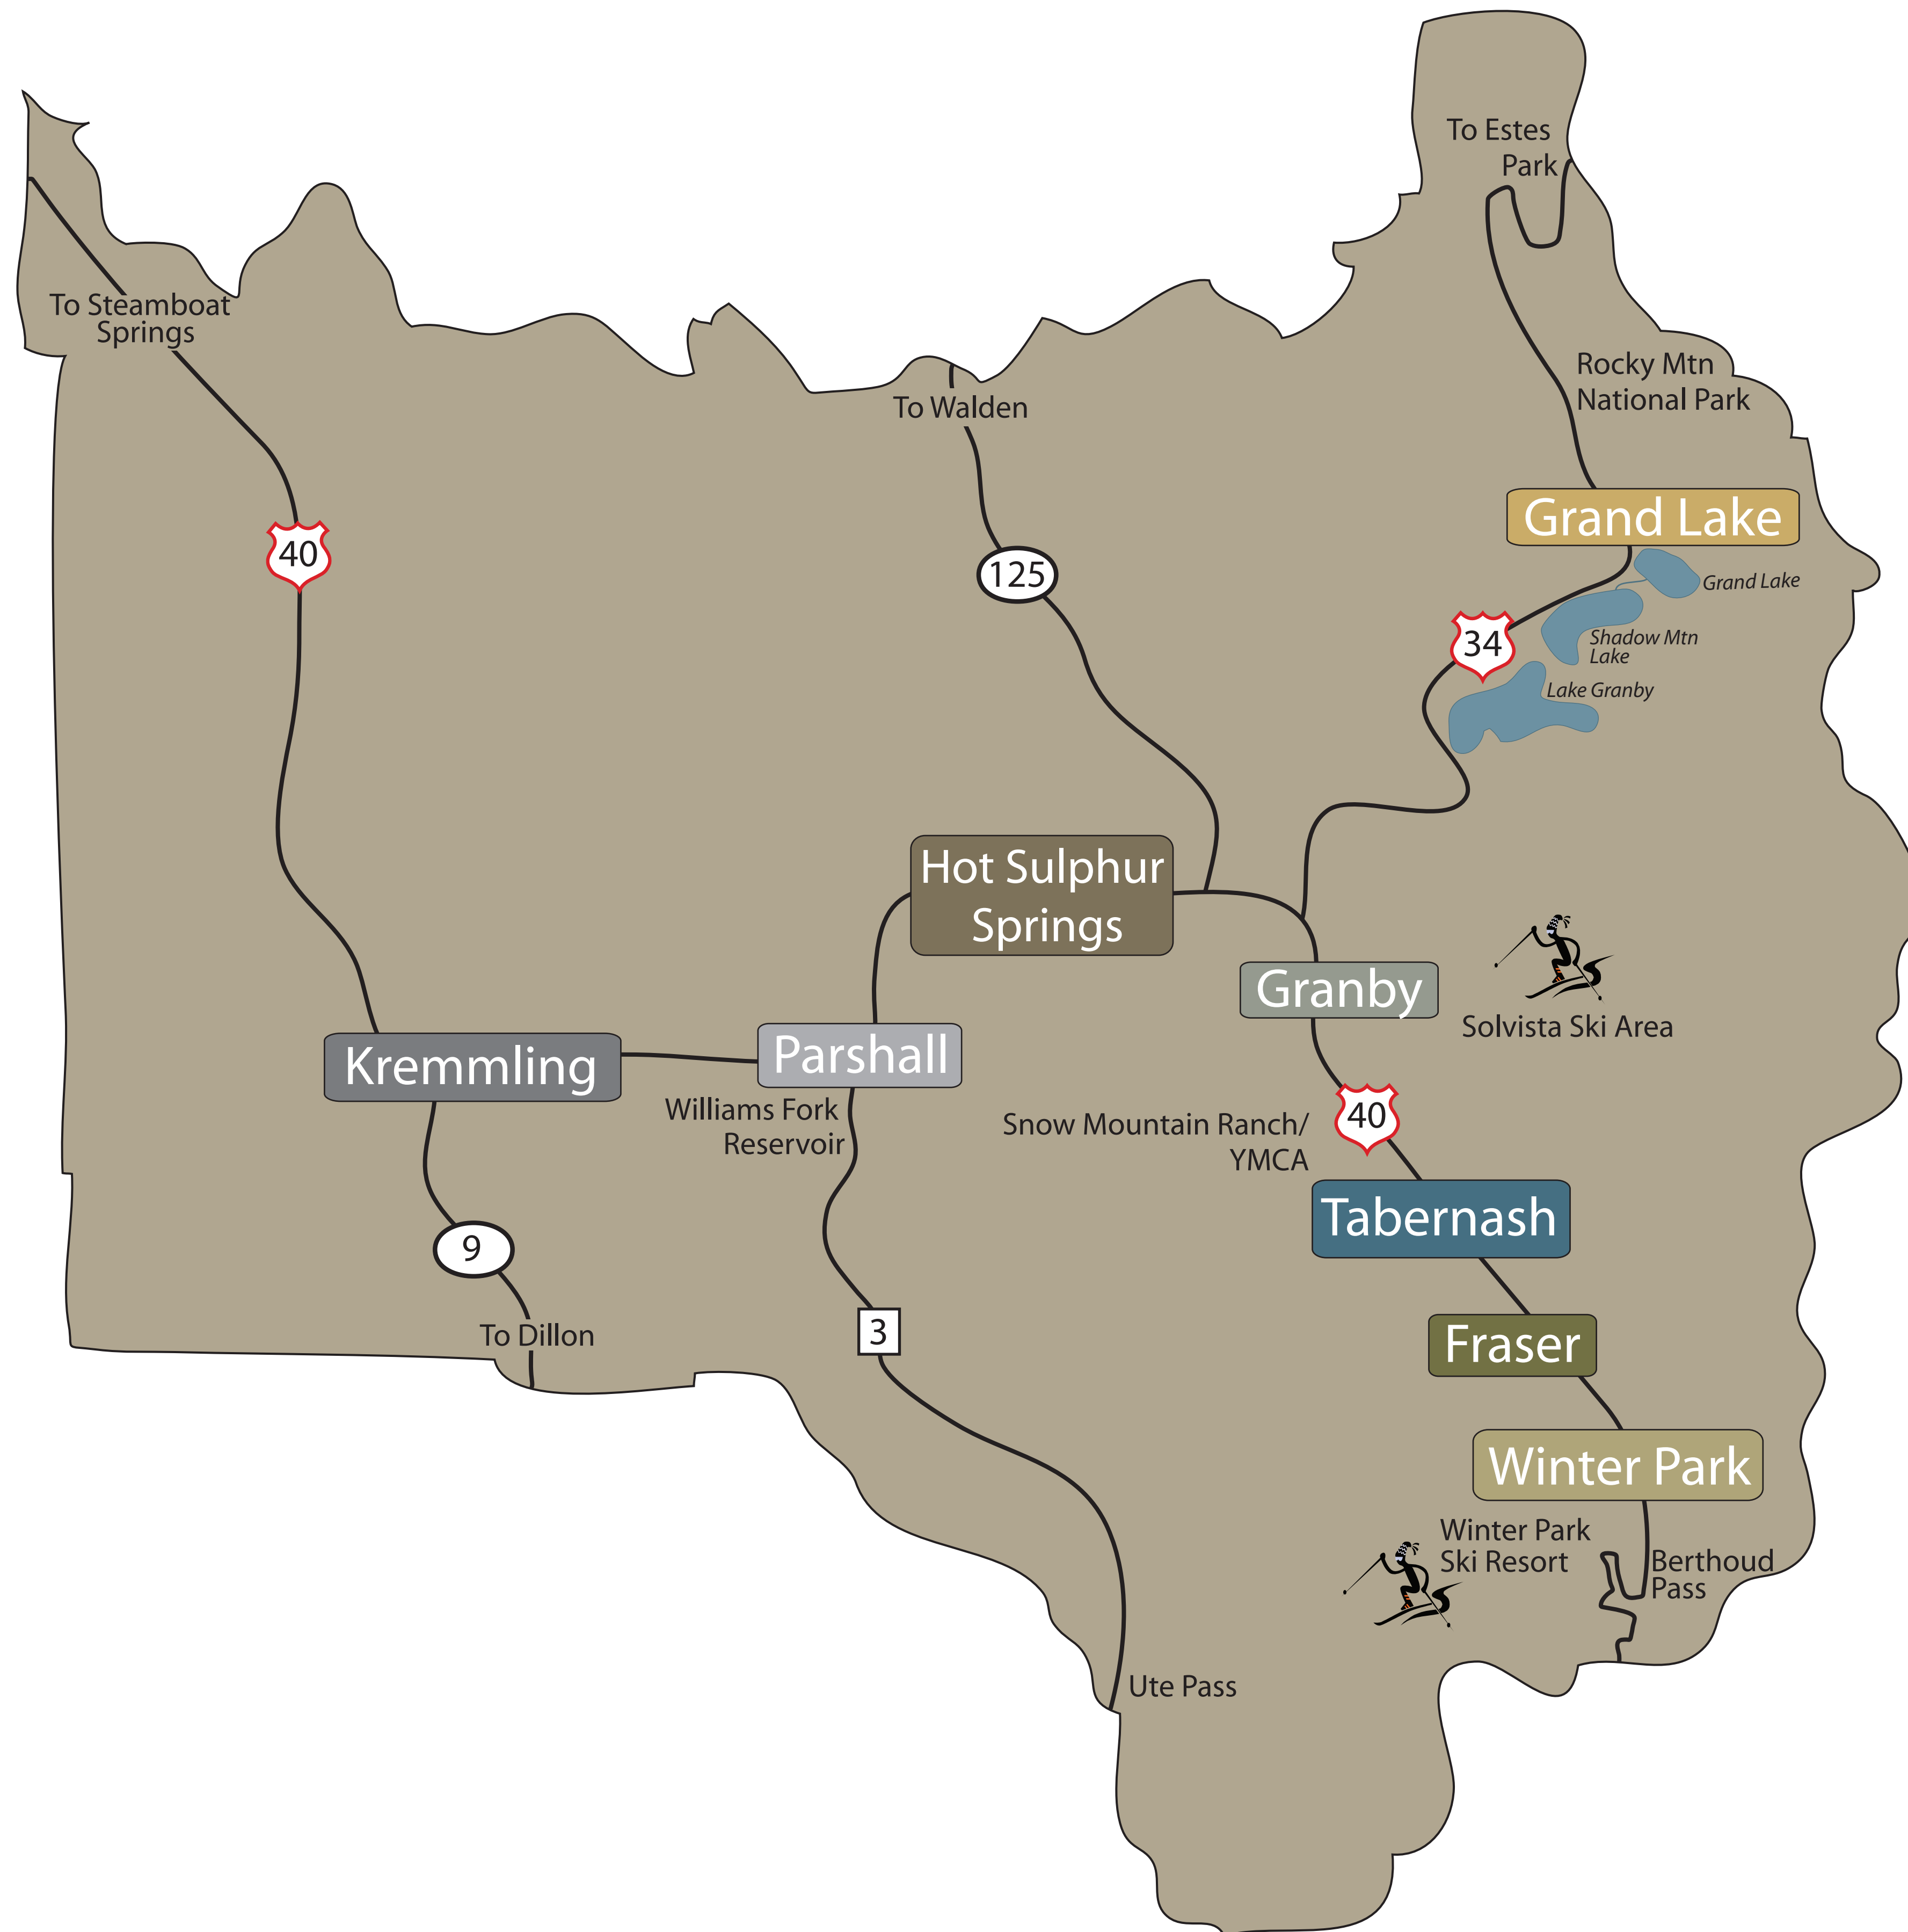 To Estes
Park
To Steamboat
Springs
Rocky Mtn
National Park
To Walden
Grand Lake
40
125
Grand Lake
34
Shadow Mtn
Lake
Lake Granby
Hot Sulphur
Springs
Granby
Solvista Ski Area
Kremmling
Parshall
Williams Fork
Reservoir
Snow Mountain Ranch/
YMCA
40
Tabernash
9
To Dillon
3
Fraser
Winter Park
Winter Park
Ski Resort
Berthoud
Pass
Ute Pass